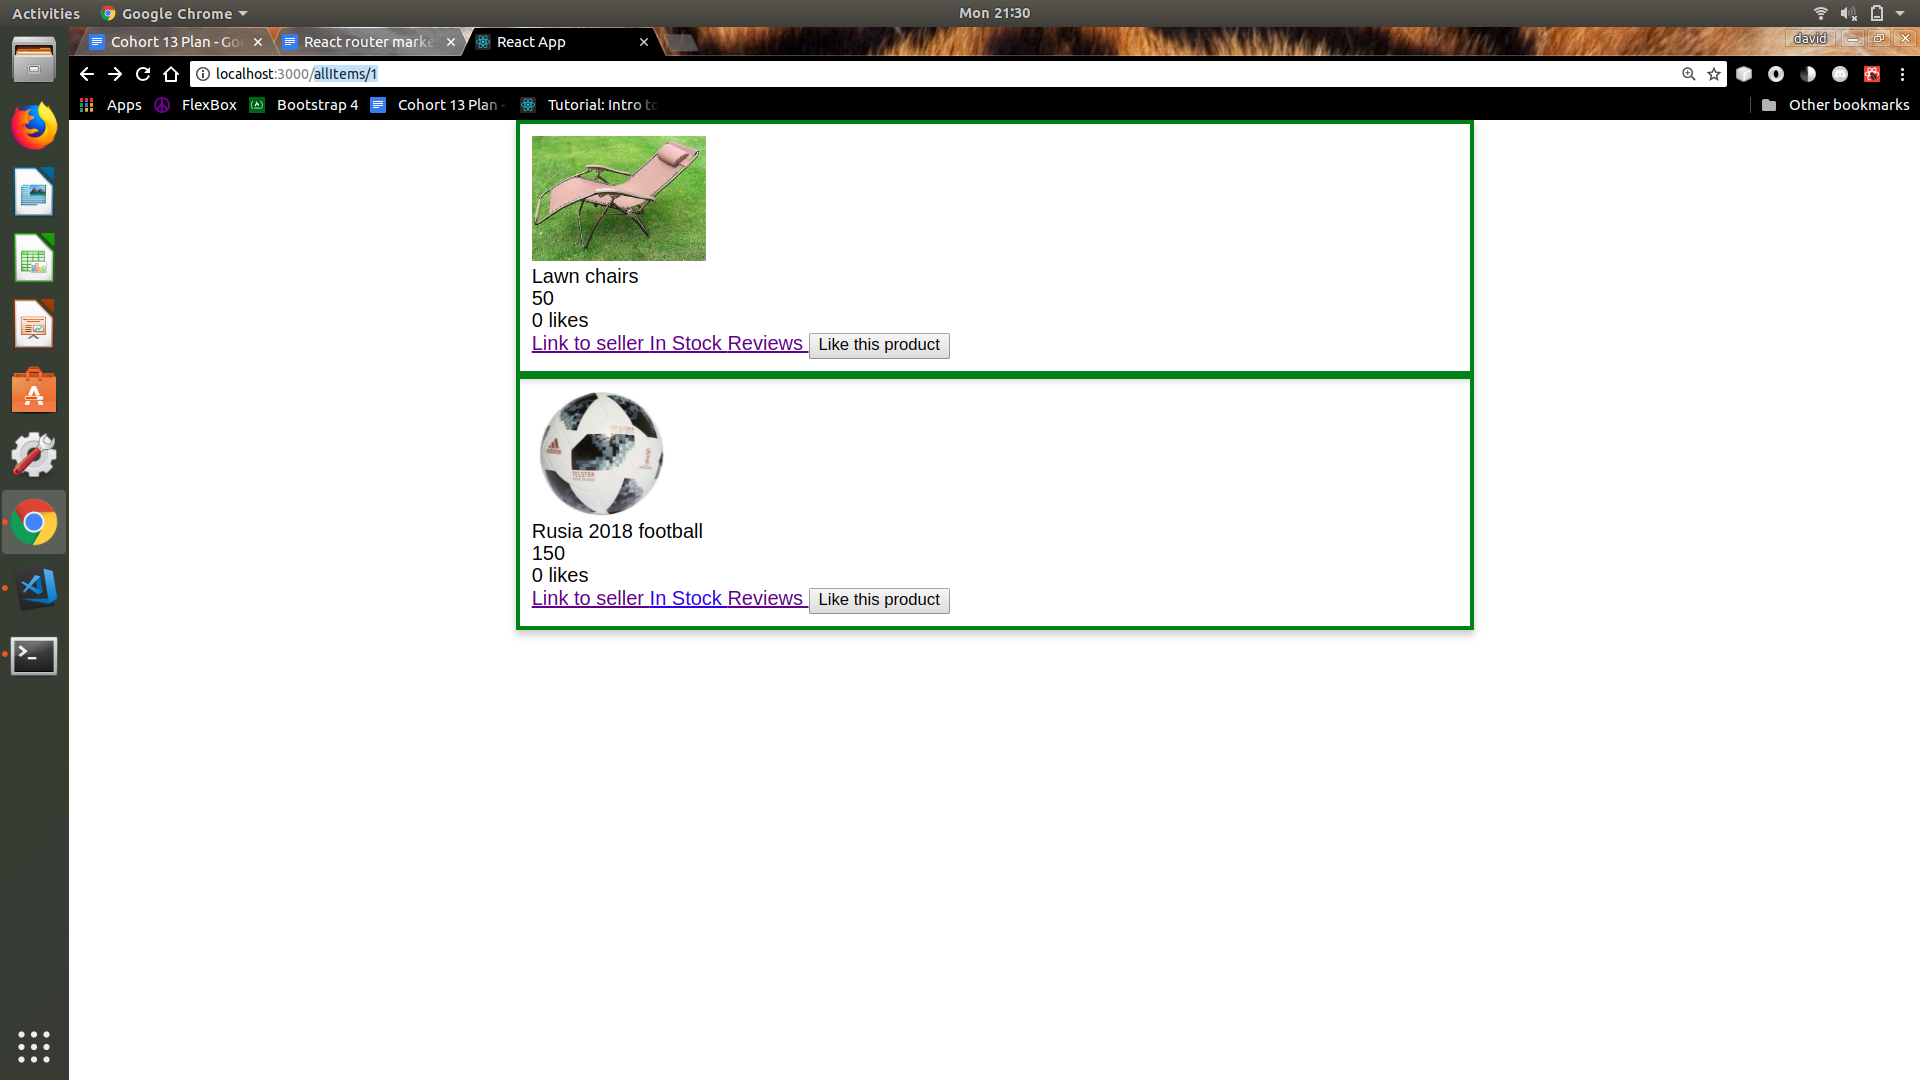 Activities Google Chrome Mon 21:30
Cohort 13 Plan - Goo React router marke React App david
localhost:3000/allItems/1
Apps FlexBox Bootstrap 4 Cohort 13 Plan - Tutorial: Intro to Other bookmarks
Lawn chairs
50
0 likes
Link to seller In Stock Reviews Like this product
TELSTAR
Rusia 2018 football
150
0 likes
Link to seller In Stock Reviews Like this product